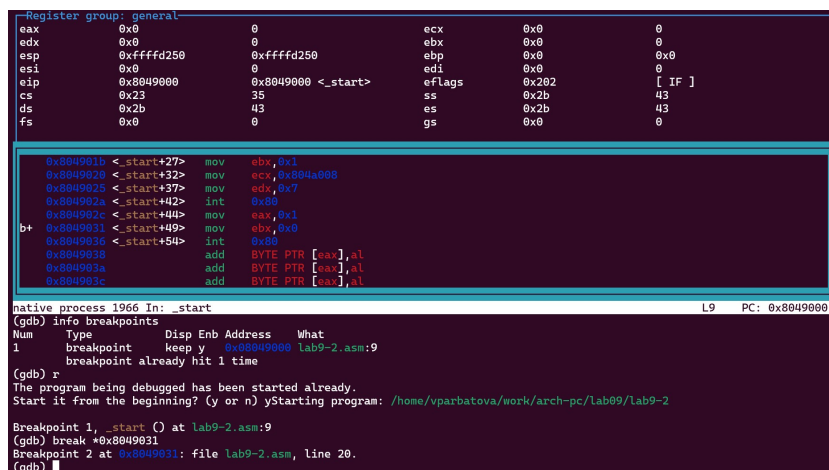 Register group: general
eax 0x0 0 ecx 0x0 0
edx 0x0 0 ebx 0x0 0
esp 0xffffd250 0xffffd250 ebp 0x0 0x0
esi 0x0 0 edi 0x0 0
eip 0x8049000 0x8049000 <_start> eflags 0x202 [ IF ]
cs 0x23 35 ss 0x2b 43
ds 0x2b 43 es 0x2b 43
fs 0x0 0 gs 0x0 0
0x804901b <_start+27> mov ebx,0x1
0x8049020 <_start+32> mov ecx,0x804a008
0x8049025 <_start+37> mov edx,0x7
0x804902a <_start+42> int 0x80
0x804902c <_start+44> mov eax,0x1
b+ 0x8049031 <_start+49> mov ebx,0x0
0x8049036 <_start+54> int 0x80
0x8049038 add BYTE PTR [eax],al
0x804903a add BYTE PTR [eax],al
0x804903c add BYTE PTR [eax],al
native process 1966 In: _start L9 PC: 0x8049000
(gdb) info breakpoints
Num Type Disp Enb Address What
1 breakpoint keep y 0x08049000 lab9-2.asm:9
breakpoint already hit 1 time
(gdb) r
The program being debugged has been started already.
Start it from the beginning? (y or n) yStarting program: /home/vparbatova/work/arch-pc/lab09/lab9-2
Breakpoint 1, _start () at lab9-2.asm:9
(gdb) break *0x8049031
Breakpoint 2 at 0x8049031: file lab9-2.asm, line 20.
(gdb)